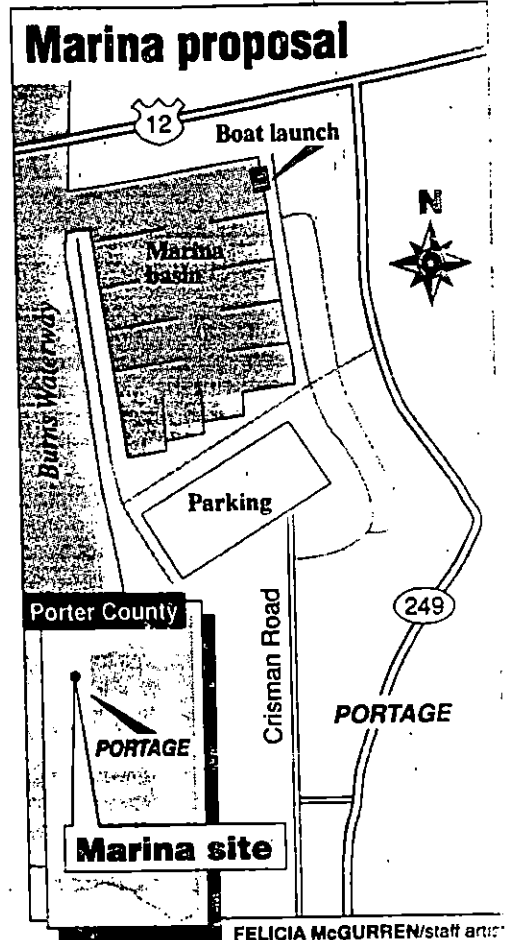 Marina proposal
12
Boat launch
N
Marina
basin
Burns Waterway
Parking
Porter County
249
Crisman Road
PORTAGE
PORTAGE
Marina site
FELICIA McGURREN/staff artist